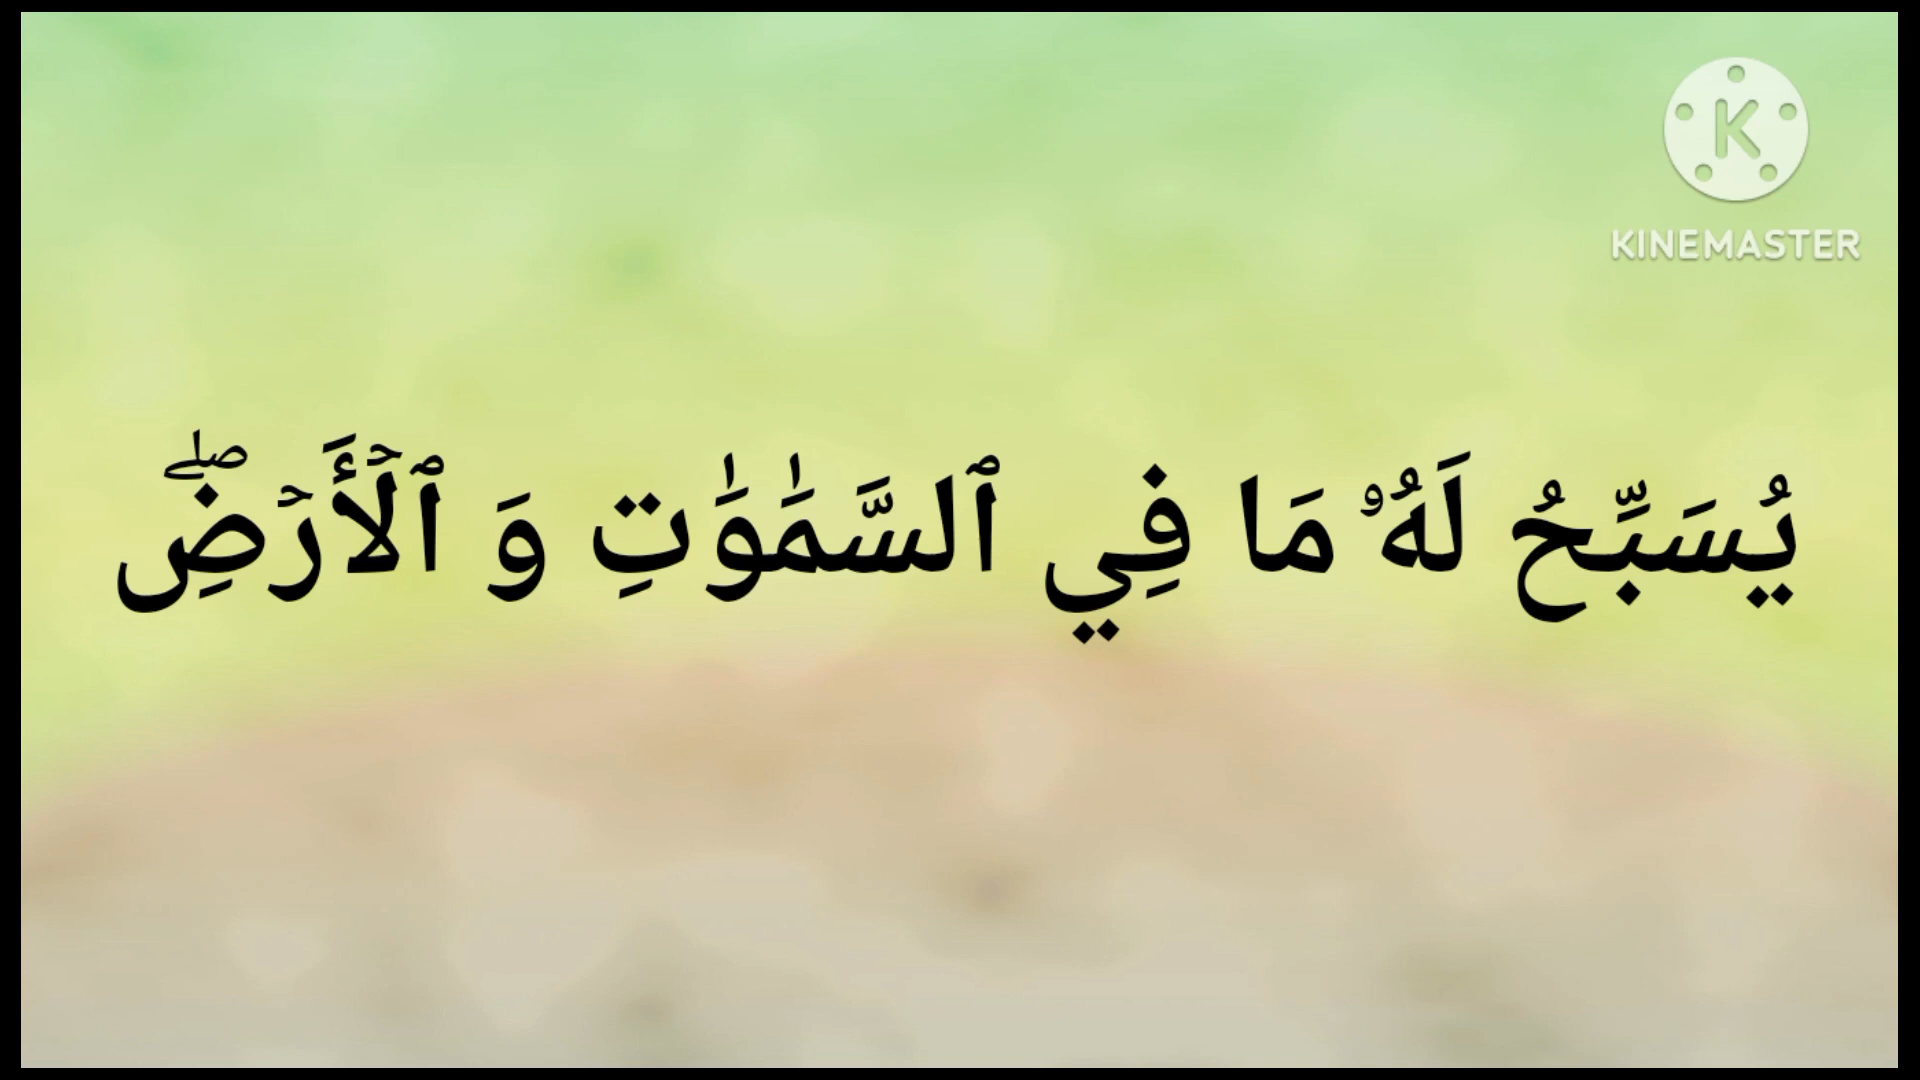 KINEMASTER
يُسَبِّحُ لَهُۥ مَا فِي ٱلسَّمَٰوَٰتِ وَ ٱلۡأَرۡضِۖ